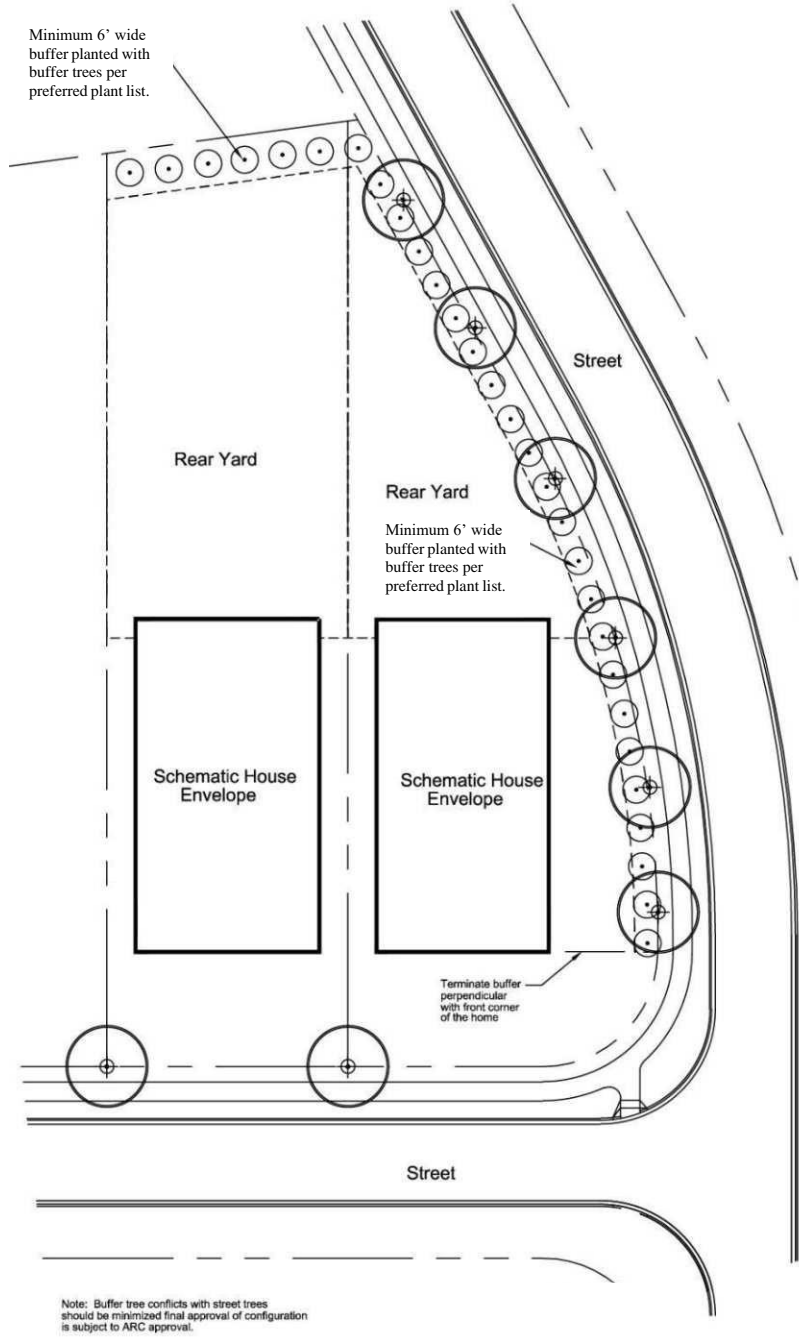 Minimum 6’ wide
buffer planted with
buffer trees per
preferred plant list.
Street
Rear Yard
Rear Yard
Minimum 6’ wide
buffer planted with
buffer trees per
preferred plant list.
Schematic House
Envelope
Schematic House
Envelope
Terminate buffer
perpendicular
with front corner
of the home
Street
Note: Buffer tree conflicts with street trees
should be minimized final approval of configuration
is subject to ARC approval.